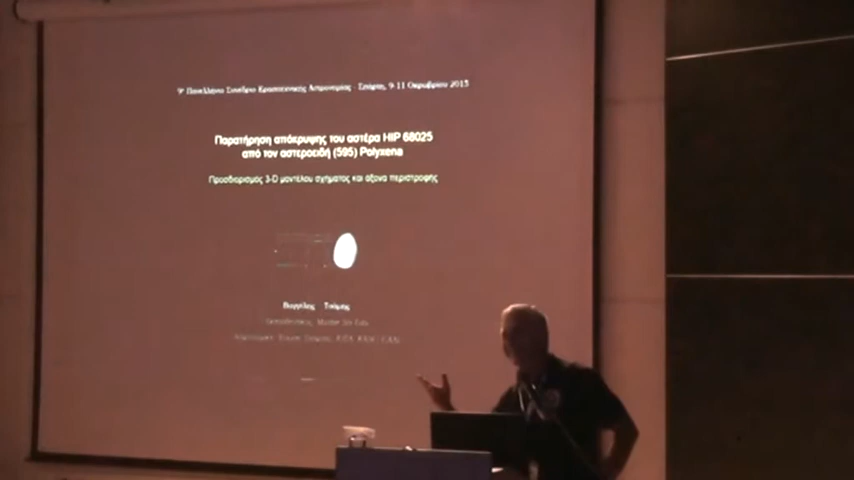 9ο Πανελλήνιο Συνέδριο Ερασιτεχνικής Αστρονομίας - Σπάρτη, 9-11 Οκτωβρίου 2015
Παρατήρηση απόκρυψης του αστέρα HIP 68025
από τον αστεροειδή (595) Polyxena
Προσδιορισμός 3-D μοντέλου σχήματος και άξονα περιστροφής
Βαγγέλης Τσάμης